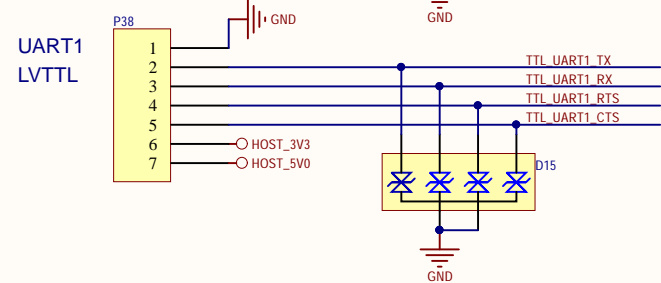 P38
GND
GND
UART1
LVTTL
1
2
3
4
5
6
7
TTL_UART1_TX
TTL_UART1_RX
TTL_UART1_RTS
TTL_UART1_CTS
HOST_3V3
HOST_5V0
D15
GND